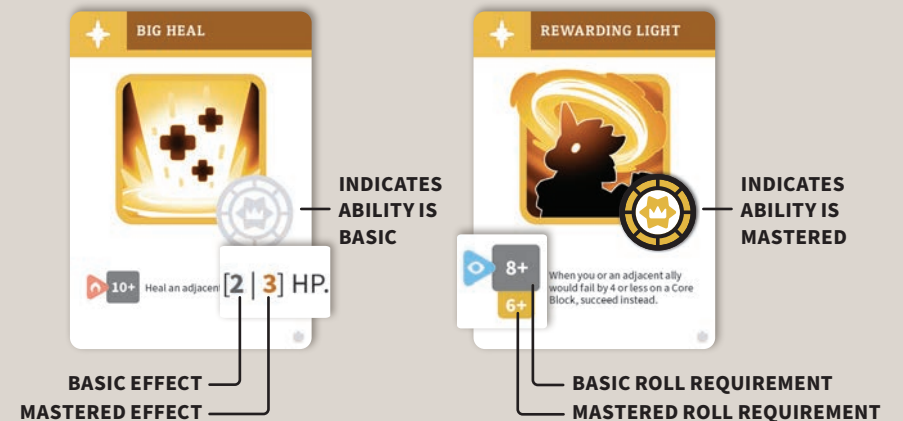 BIG HEAL
INDICATES
ABILITY IS
BASIC
10+ Heal an adjacent [2 | 3] HP.
BASIC EFFECT
MASTERED EFFECT
REWARDING LIGHT
INDICATES
ABILITY IS
MASTERED
8+
6+
When you or an adjacent ally
would fail by 4 or less on a Core
Block, succeed instead.
BASIC ROLL REQUIREMENT
MASTERED ROLL REQUIREMENT